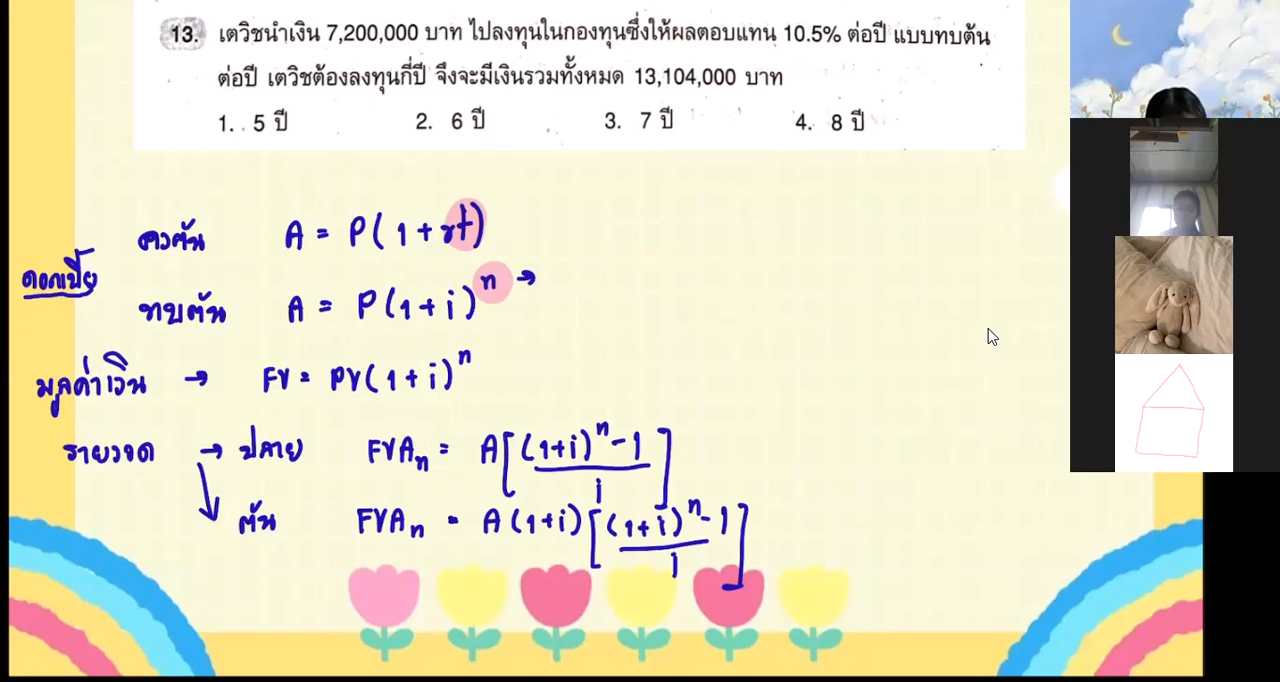 13. เตวิชนำเงิน 7,200,000 บาท ไปลงทุนในกองทุนซึ่งให้ผลตอบแทน 10.5% ต่อปี แบบทบต้น
ต่อปี เตวิชต้องลงทุนกี่ปี จึงจะมีเงินรวมทั้งหมด 13,104,000 บาท
1. 5 ปี 2. 6 ปี 3. 7 ปี 4. 8 ปี
คงต้น A = P(1+rt)
ดอกเบี้ย
ทบต้น A = P(1+i)^n →
มูลค่าเงิน → FV = PV(1+i)^n
รายงวด → ปลาย FVAn = A[(1+i)^n-1/i]
ต้น FVAn = A(1+i)[(1+i)^n-1/i]